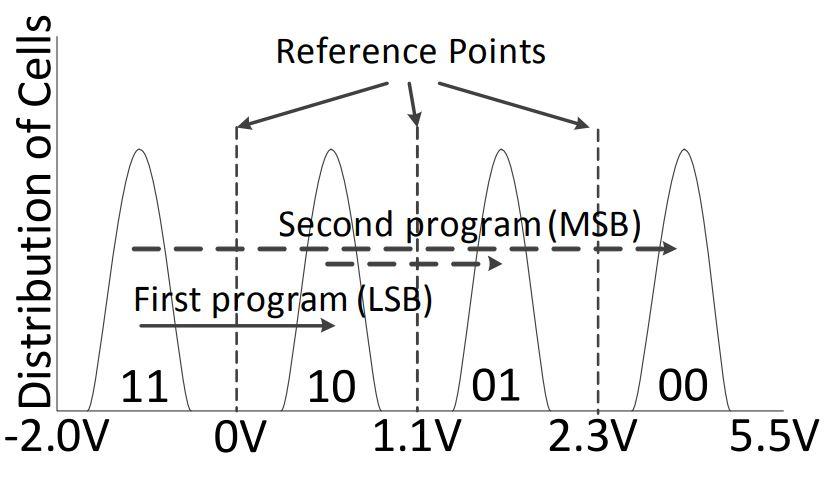 Distribution of Cells
Reference Points
Second program (MSB)
First program (LSB)
11 10 01 00
-2.0V 0V 1.1V 2.3V 5.5V